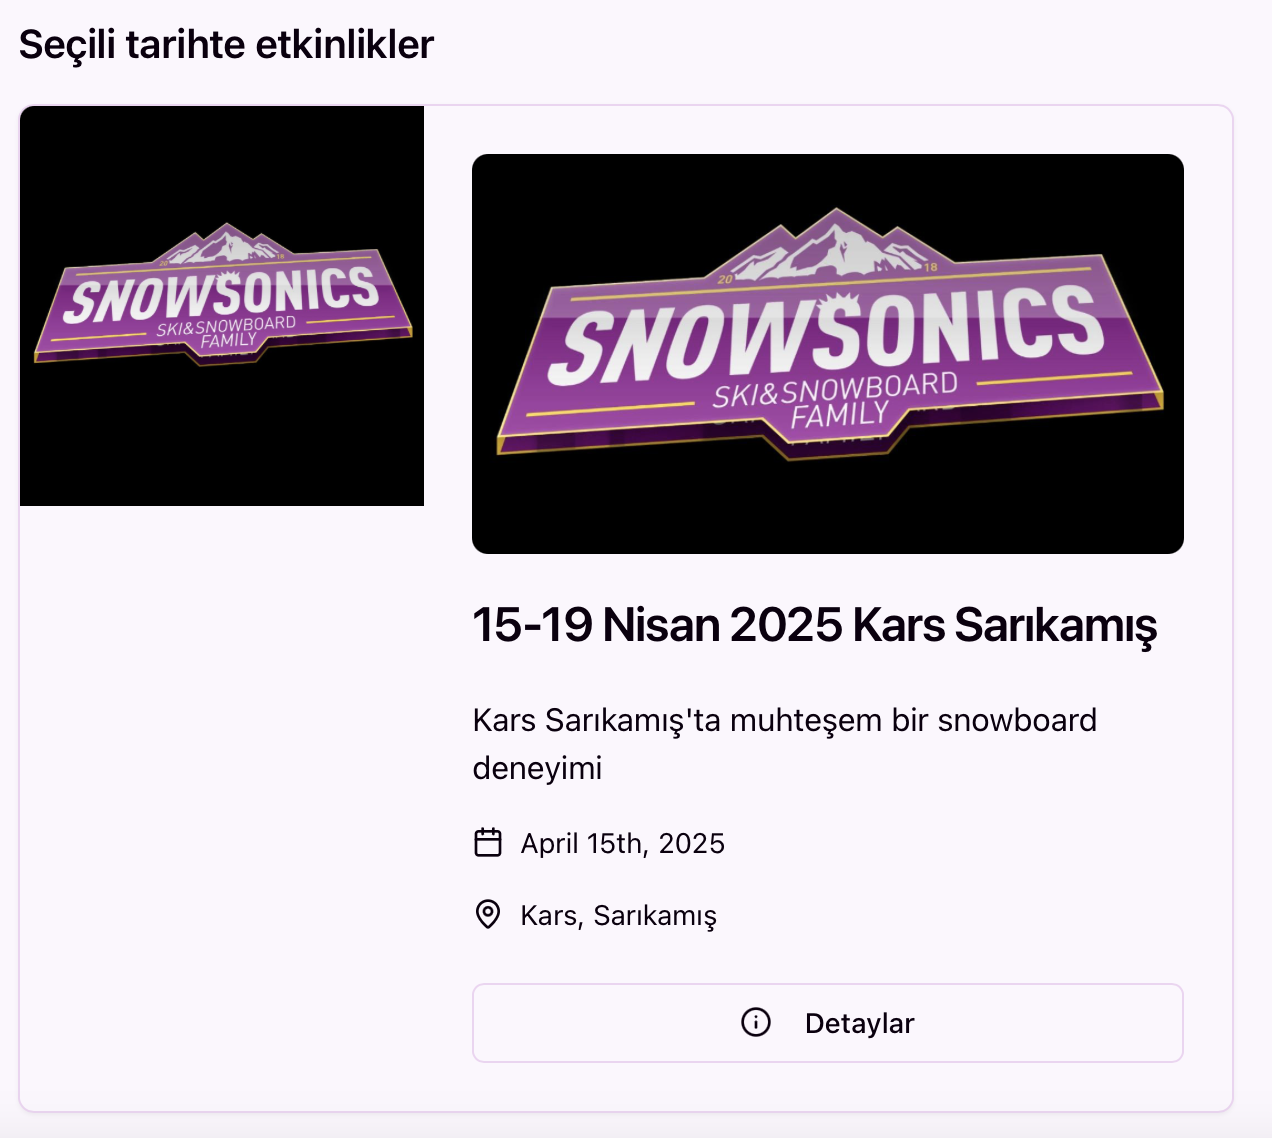 Seçili tarihte etkinlikler
20 18
SNOWSONICS
SKI&SNOWBOARD
FAMILY
20 18
SNOWSONICS
SKI&SNOWBOARD
FAMILY
15-19 Nisan 2025 Kars Sarıkamış
Kars Sarıkamış'ta muhteşem bir snowboard
deneyimi
April 15th, 2025
Kars, Sarıkamış
Detaylar